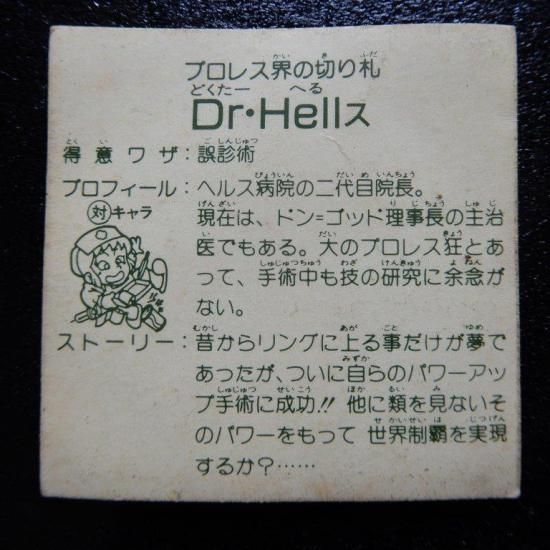 プロレス界の切り札
Dr・Hellス
得意ワザ：誤診術
プロフィール：ヘルス病院の二代目院長。
現在は、ドン=ゴッド理事長の主治
医でもある。大のプロレス狂とあ
って、手術中も技の研究に余念が
ない。
対キャラ
ストーリー：昔からリングに上る事だけが夢で
あったが、ついに自らのパワーアッ
プ手術に成功!! 他に類を見ないそ
のパワーをもって 世界制覇を実現
するか?……